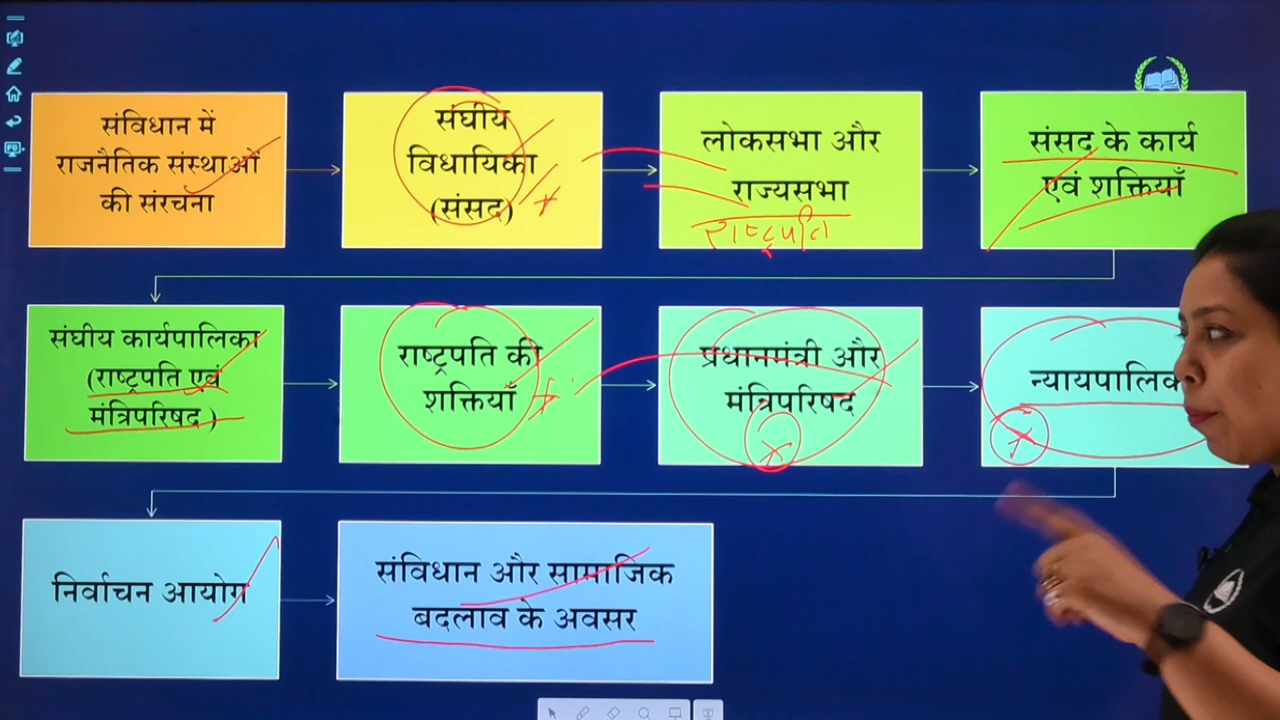 संविधान में
राजनैतिक संस्थाओं
की संरचना
संघीय
विधायिका
(संसद)
लोकसभा और
राज्यसभा
राष्ट्रपति
संसद के कार्य
एवं शक्तियाँ
संघीय कार्यपालिका
(राष्ट्रपति एवं
मंत्रिपरिषद )
राष्ट्रपति की
शक्तियाँ
प्रधानमंत्री और
मंत्रिपरिषद
निर्वाचन आयोग
संविधान और सामाजिक
बदलाव के अवसर